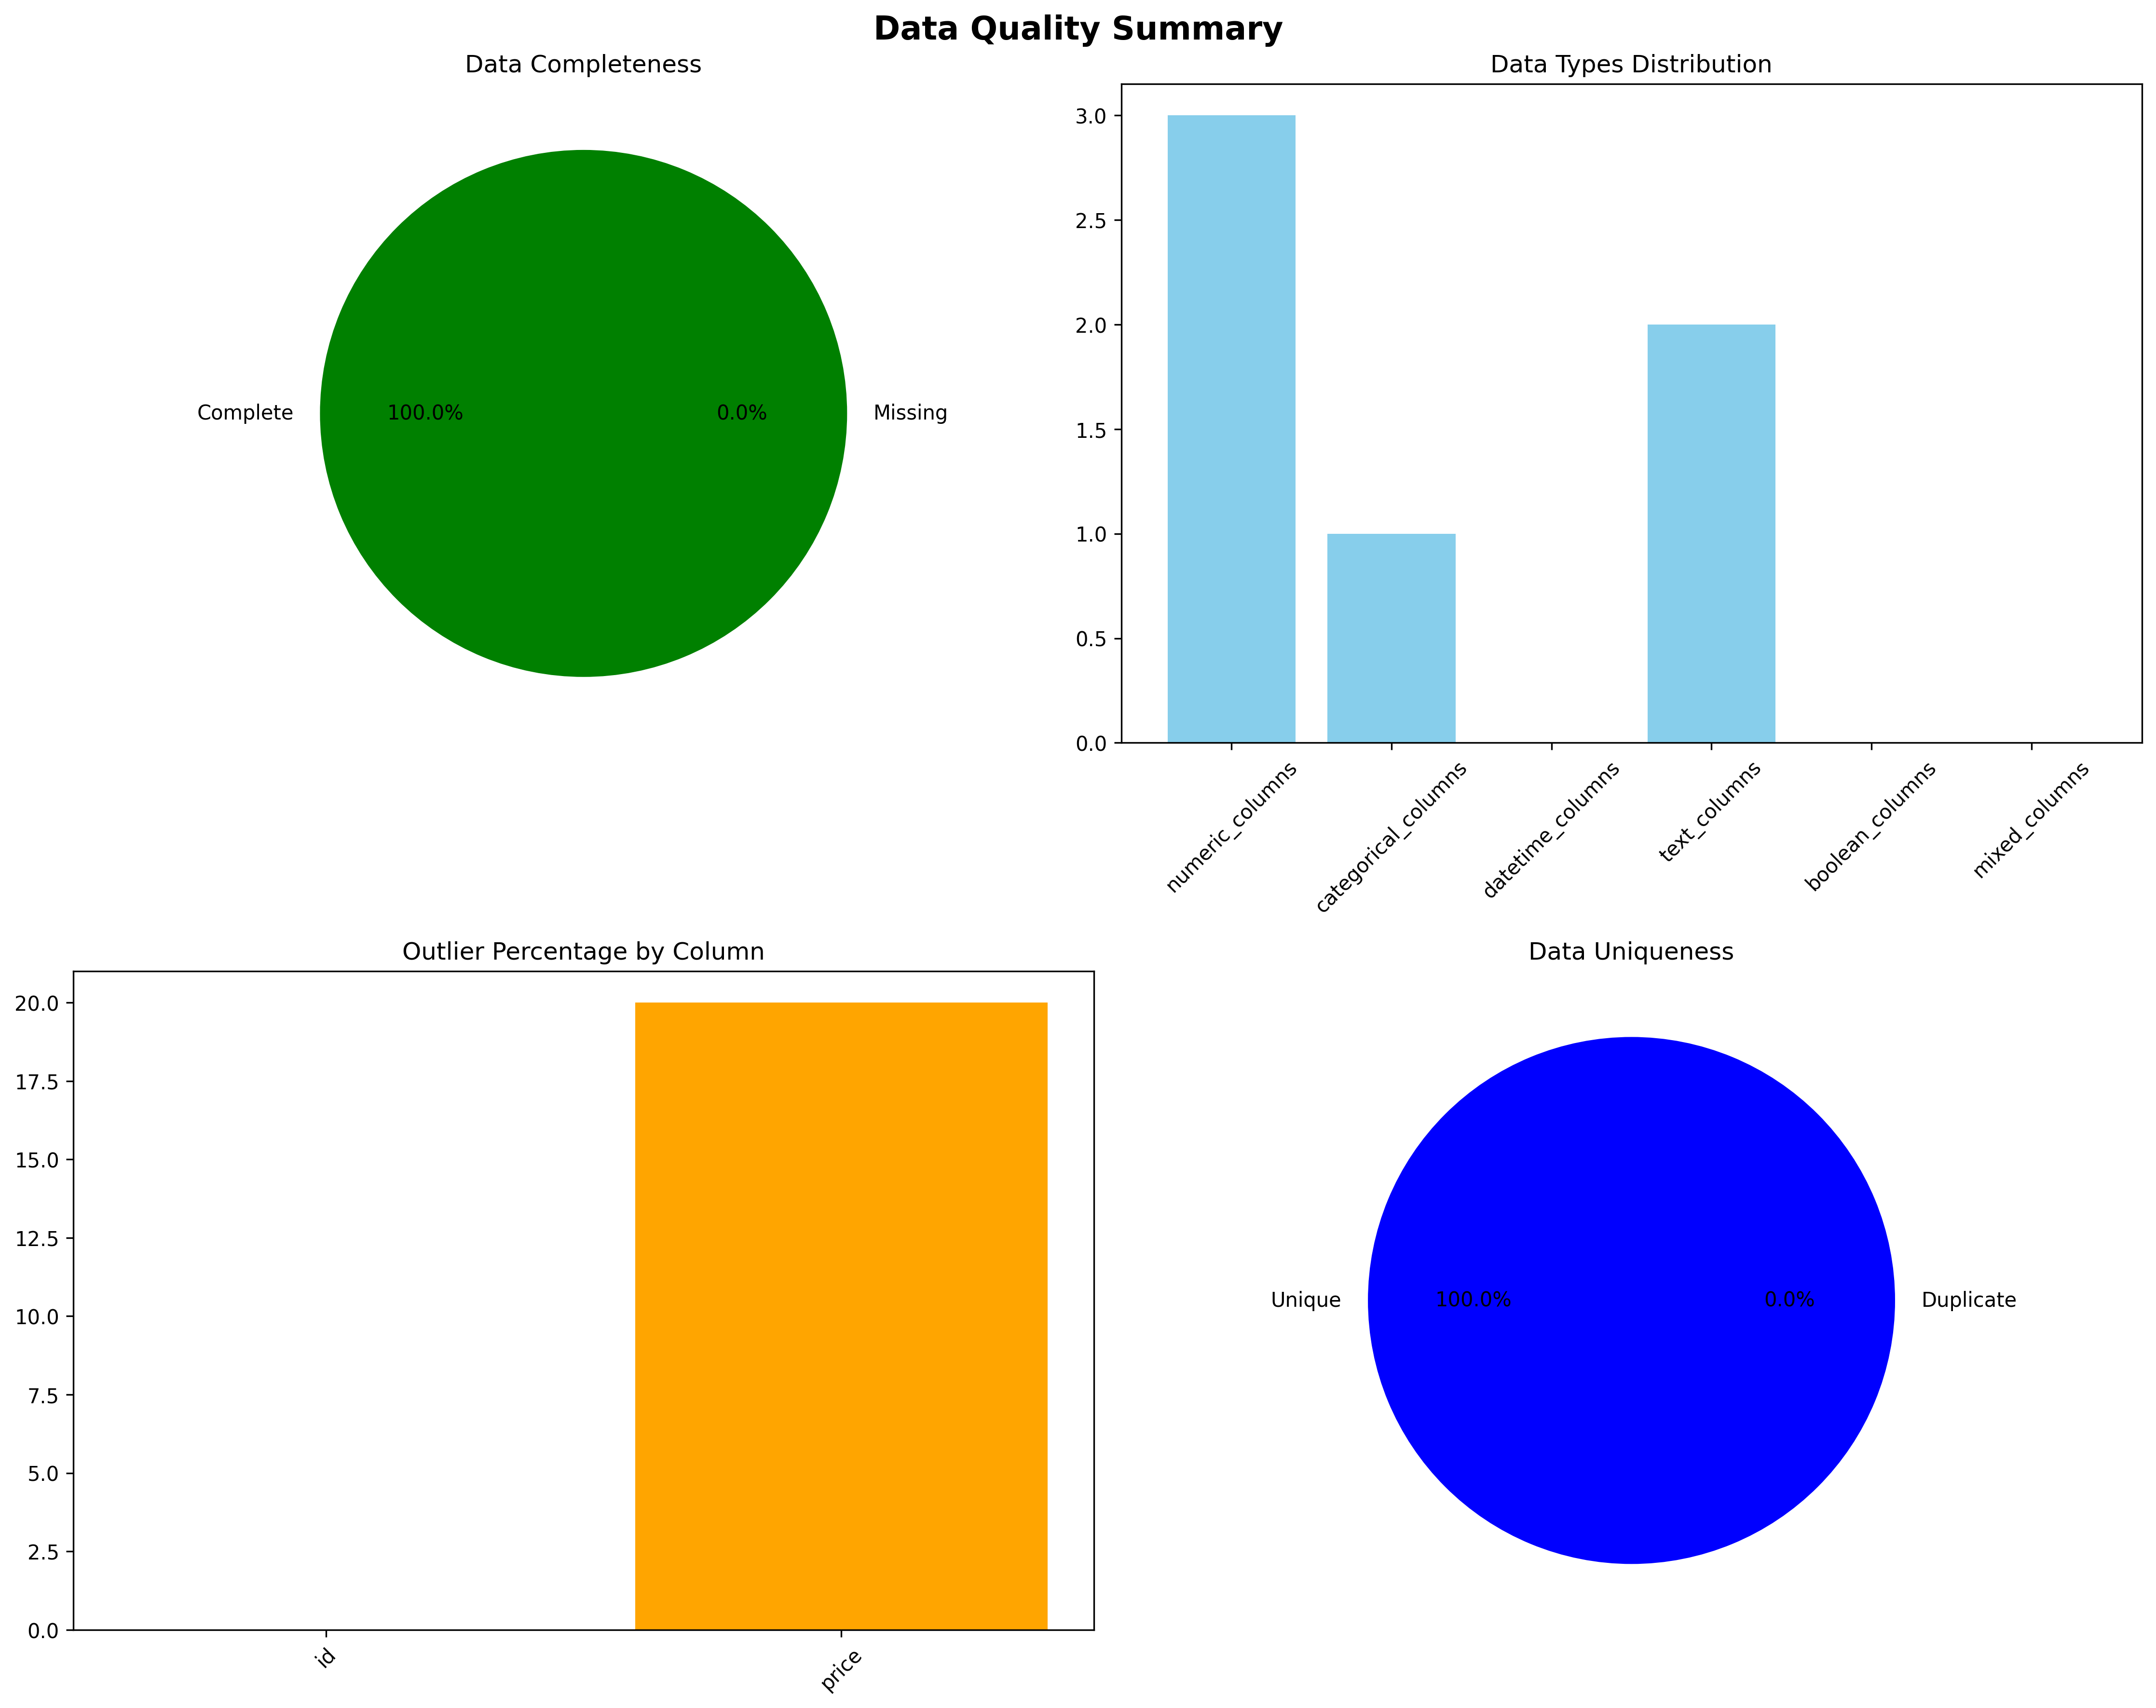 Data Quality Summary
Data Completeness
Complete
100.0%
0.0%
Missing
Data Types Distribution
3.0
2.5
2.0
1.5
1.0
0.5
0.0
numeric_columns
categorical_columns
datetime_columns
text_columns
boolean_columns
mixed_columns
Outlier Percentage by Column
20.0
17.5
15.0
12.5
10.0
7.5
5.0
2.5
0.0
id
price
Data Uniqueness
Unique
100.0%
0.0%
Duplicate